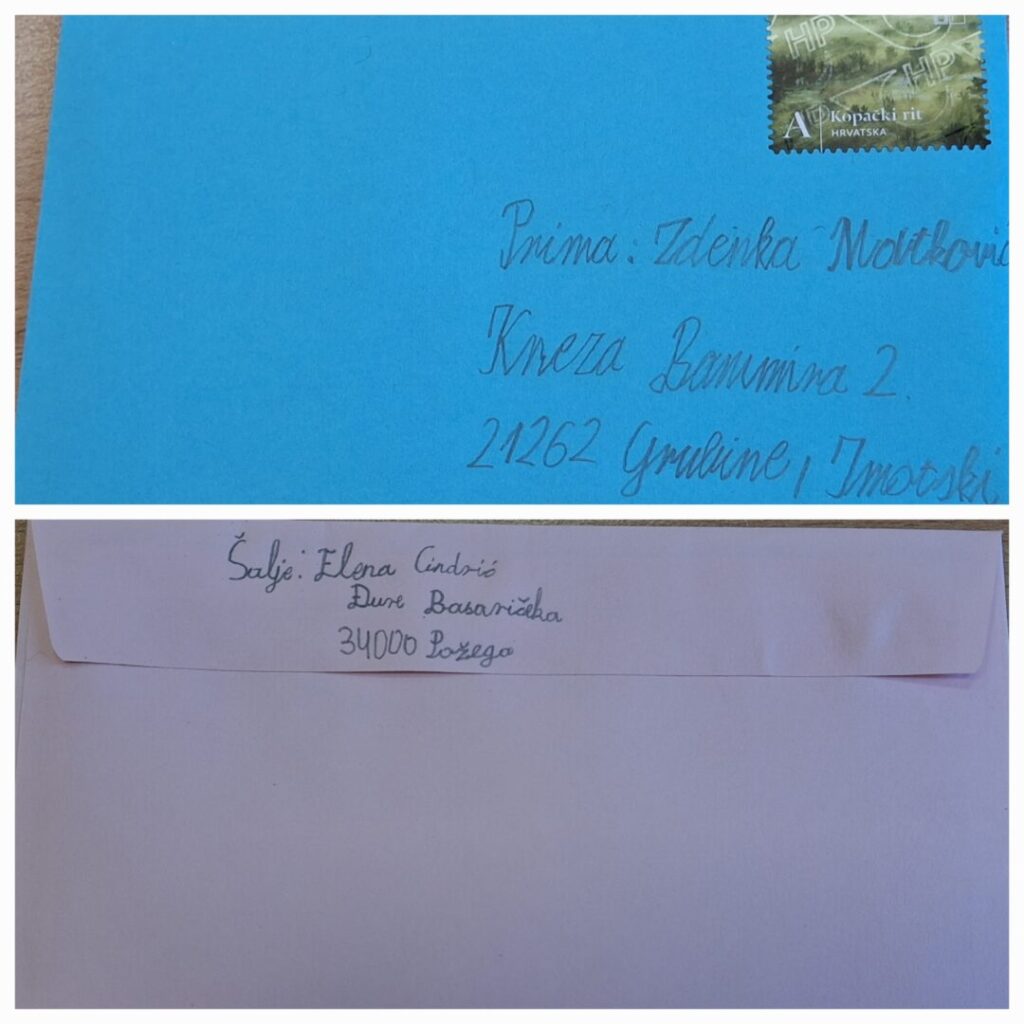 HP
HP
A Kopački rit
HRVATSKA
Prima: Zdenka Matković
Kneza 2
21262 Grubine, Imotski
Šalje: Elena Cindrić
Đure Basaričeka
34000 Požega